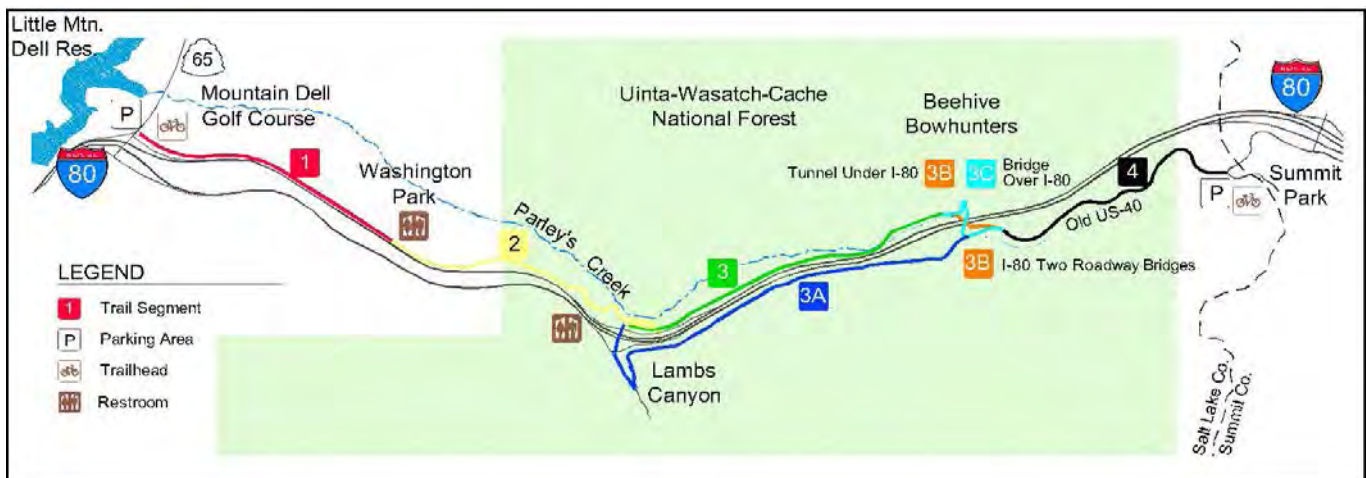 Little Mtn.
Dell Res.
65
P
Mountain Dell
Golf Course
80
1
Washington
Park
2
Parley's
Creek
Uinta-Wasatch-Cache
National Forest
Beehive
Bowhunters
Tunnel Under I-80
3B
3C
Bridge
Over I-80
3
3A
3B
I-80 Two Roadway Bridges
4
Old US-40
80
P
Summit
Park
Lambs
Canyon
Salt Lake Co.
Summit Co.
LEGEND
1 Trail Segment
P Parking Area
Trailhead
Restroom